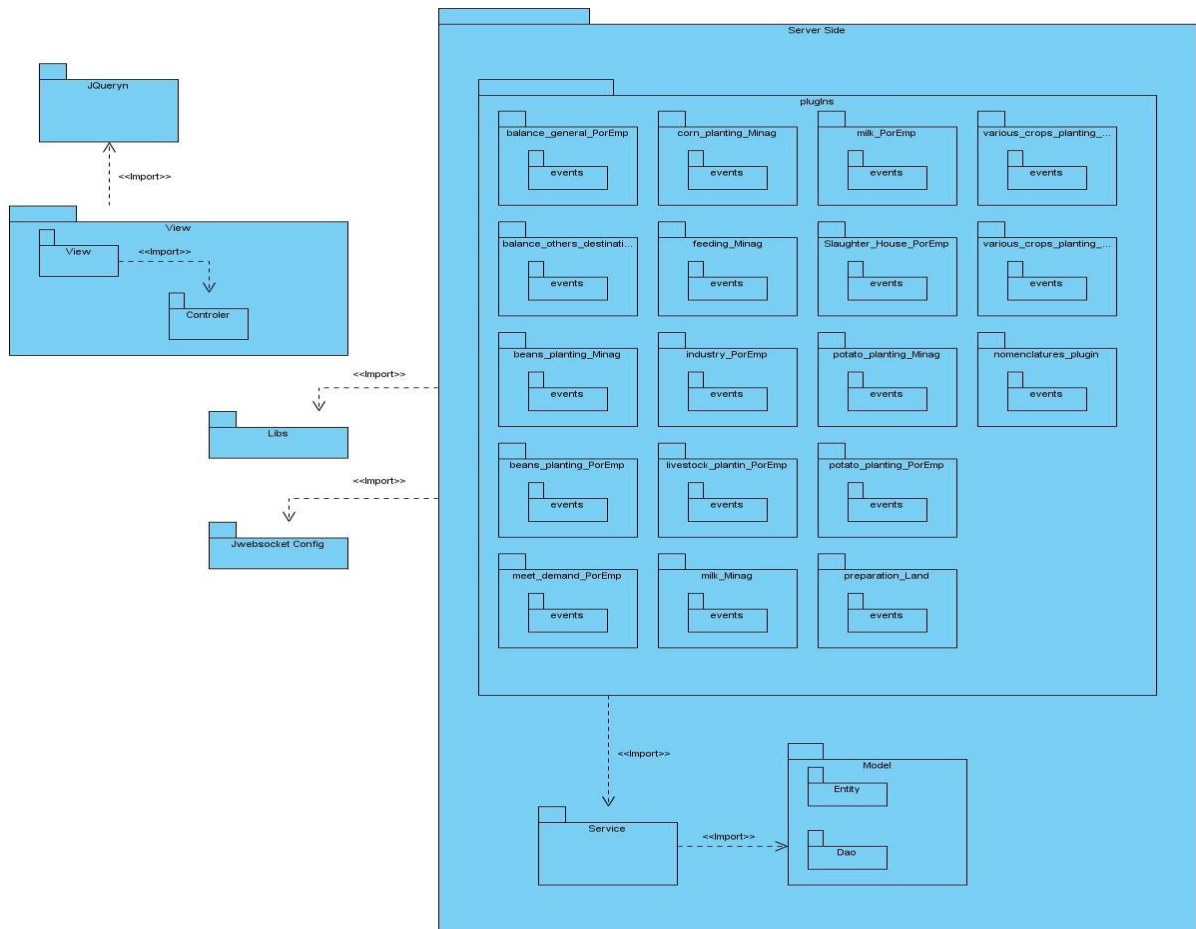 Server Side
JQueryn
<<Import>>
View
View
<<Import>>
Controler
<<Import>>
Libs
<<Import>>
Jwebsocket Config
plugIns
balance_general_PorEmp
events
corn_planting_Minag
events
milk_PorEmp
events
various_crops_planting_...
events
balance_others_destinati...
events
feeding_Minag
events
Slaughter_House_PorEmp
events
various_crops_planting_...
events
beans_planting_Minag
events
industry_PorEmp
events
potato_planting_Minag
events
nomenclatures_plugin
events
beans_planting_PorEmp
events
livestock_plantin_PorEmp
events
potato_planting_PorEmp
events
meet_demand_PorEmp
events
milk_Minag
events
preparation_Land
events
<<Import>>
Service
<<Import>>
Model
Entity
Dao